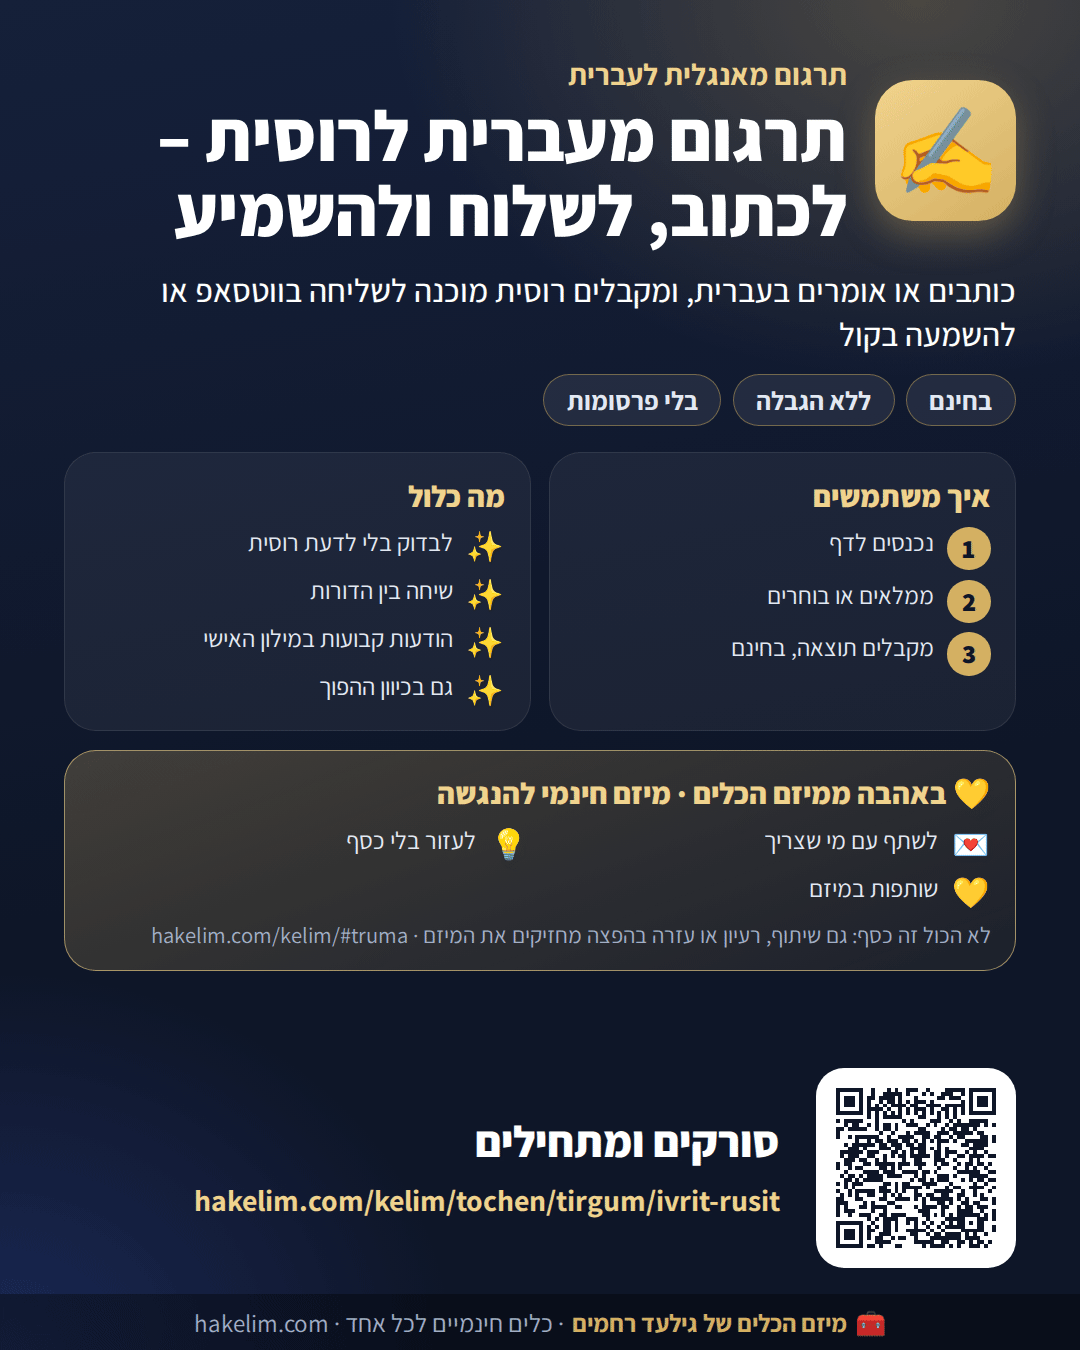 תרגום מאנגלית לעברית
תרגום מעברית לרוסית –
לכתוב, לשלוח ולהשמיע
כותבים או אומרים בעברית, ומקבלים רוסית מוכנה לשליחה בווטסאפ או
להשמעה בקול
בחינם
ללא הגבלה
בלי פרסומות
איך משתמשים
1 נכנסים לדף
2 ממלאים או בוחרים
3 מקבלים תוצאה, בחינם
מה כלול
✨ לבדוק בלי לדעת רוסית
✨ שיחה בין הדורות
✨ הודעות קבועות במילון האישי
✨ גם בכיוון ההפוך
💛 באהבה ממיזם הכלים · מיזם חינמי להנגשה
💌 לשתף עם מי שצריך
💡 לעזור בלי כסף
💛 שותפות במיזם
לא הכול זה כסף: גם שיתוף, רעיון או עזרה בהפצה מחזיקים את המיזם · hakelim.com/kelim/#truma
סורקים ומתחילים
hakelim.com/kelim/tochen/tirgum/ivrit-rusit
🧰 מיזם הכלים של גילעד רחמים · כלים חינמיים לכל אחד · hakelim.com